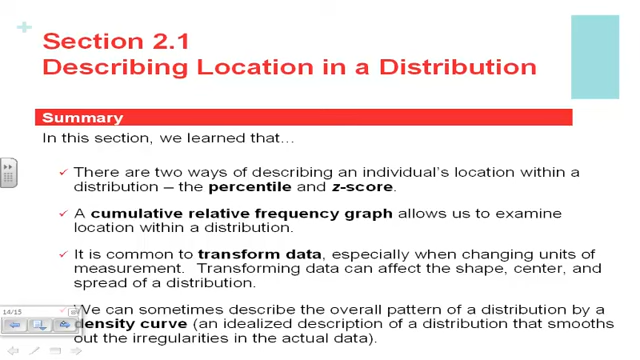 Section 2.1
Describing Location in a Distribution
Summary
In this section, we learned that…
There are two ways of describing an individual's location within a
distribution – the percentile and z-score.
A cumulative relative frequency graph allows us to examine
location within a distribution.
It is common to transform data, especially when changing units of
measurement. Transforming data can affect the shape, center, and
spread of a distribution.
We can sometimes describe the overall pattern of a distribution by a
density curve (an idealized description of a distribution that smooths
out the irregularities in the actual data).
14/15